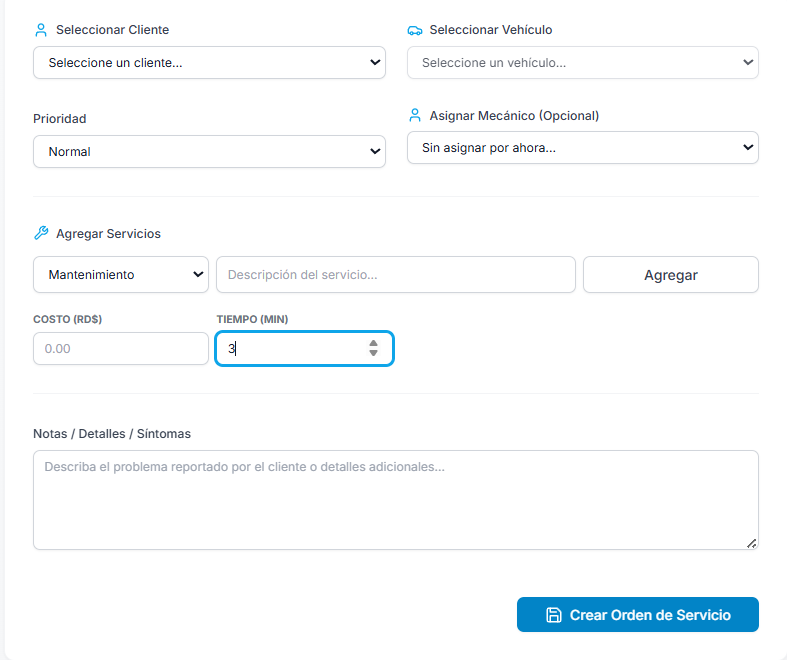 Seleccionar Cliente
Seleccionar Vehículo
Seleccione un cliente...
Seleccione un vehículo...
Prioridad
Asignar Mecánico (Opcional)
Normal
Sin asignar por ahora...
Agregar Servicios
Mantenimiento
Descripción del servicio...
Agregar
COSTO (RD$)
TIEMPO (MIN)
0.00
3
Notas / Detalles / Síntomas
Describa el problema reportado por el cliente o detalles adicionales...
Crear Orden de Servicio